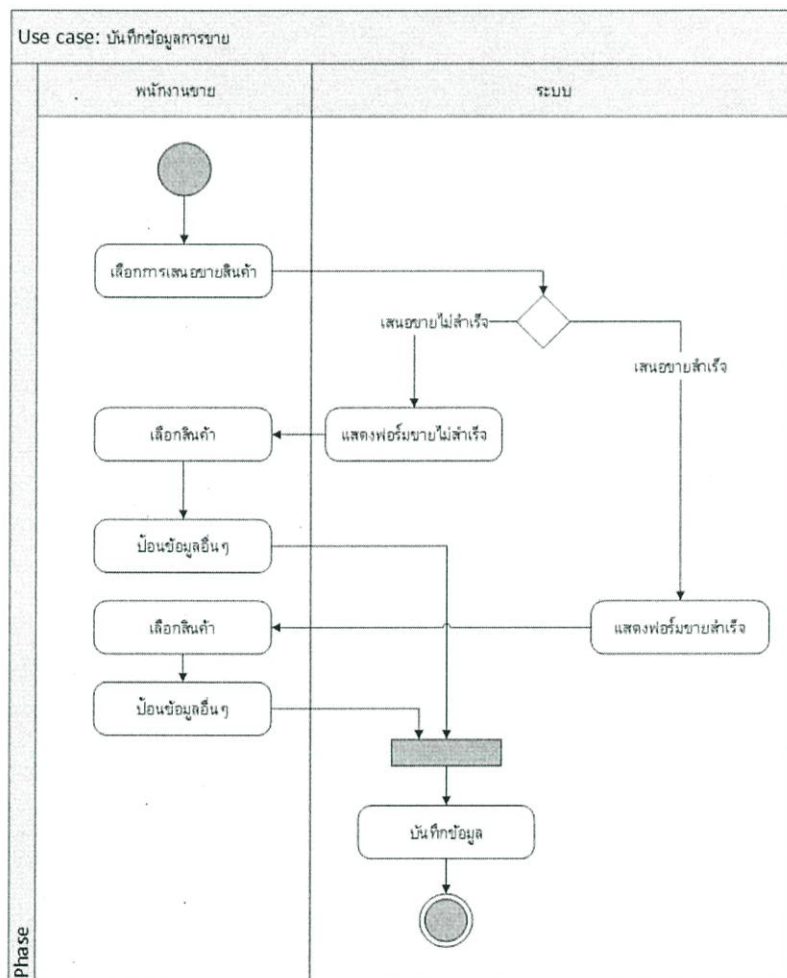 Use case: บันทึกข้อมูลการขาย
พนักงานขาย
ระบบ
เลือกการเสนอขายสินค้า
เสนอขายไม่สำเร็จ
เสนอขายสำเร็จ
เลือกสินค้า
แสดงฟอร์มขายไม่สำเร็จ
ป้อนข้อมูลอื่นๆ
เลือกสินค้า
แสดงฟอร์มขายสำเร็จ
ป้อนข้อมูลอื่นๆ
บันทึกข้อมูล
Phase